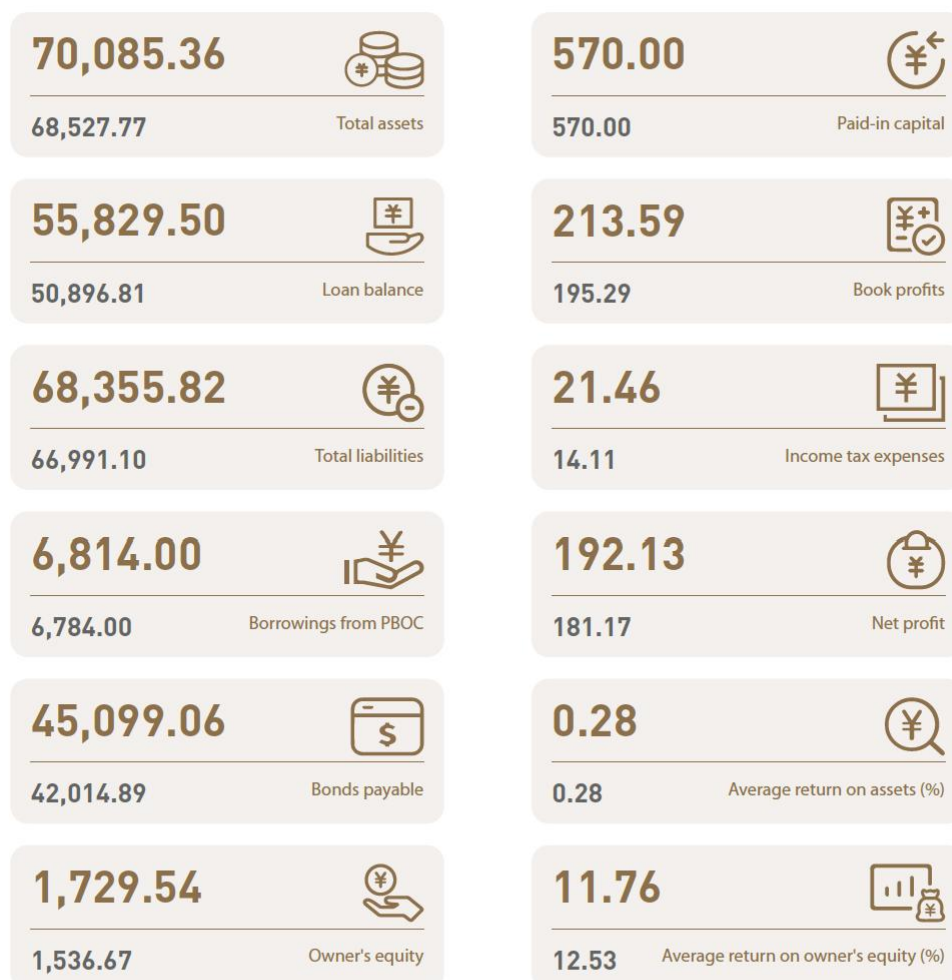 70,085.36
68,527.77 Total assets
55,829.50
50,896.81 Loan balance
68,355.82
66,991.10 Total liabilities
6,814.00
6,784.00 Borrowings from PBOC
45,099.06
42,014.89 Bonds payable
1,729.54
1,536.67 Owner's equity
570.00
570.00 Paid-in capital
213.59
195.29 Book profits
21.46
14.11 Income tax expenses
192.13
181.17 Net profit
0.28
0.28 Average return on assets (%)
11.76
12.53 Average return on owner's equity (%)